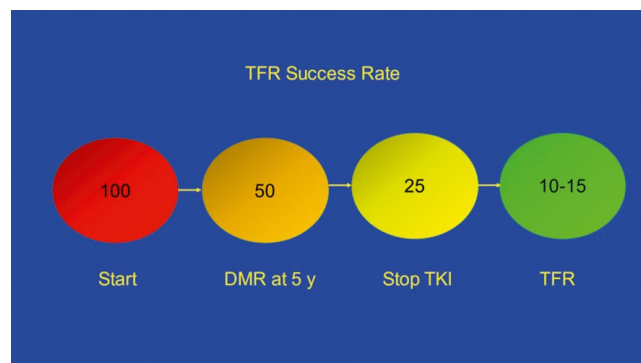 TFR Success Rate
100
50
25
10-15
Start
DMR at 5 y
Stop TKI
TFR